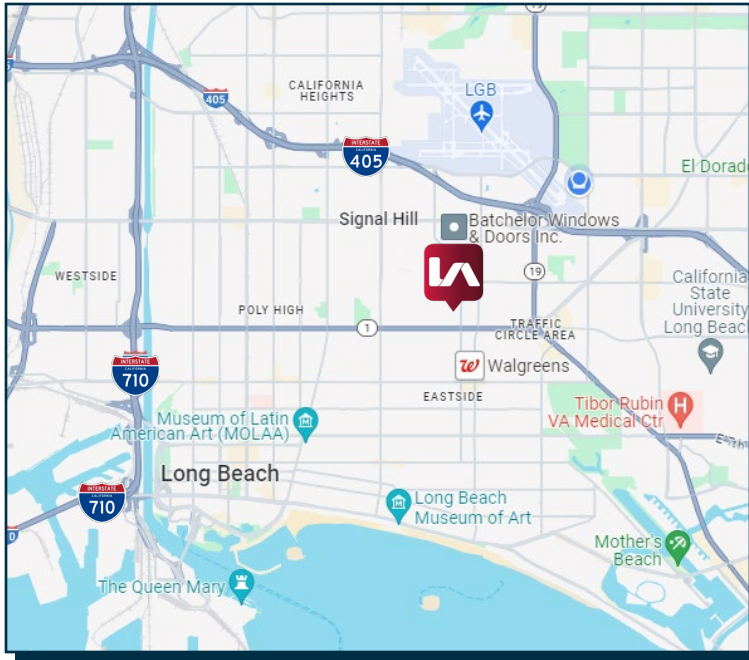 19
CALIFORNIA
HEIGHTS
LGB
405
INTERSTATE
CALIFORNIA
405
El Dorado
Signal Hill
Batchelor Windows
& Doors Inc.
LA
19
WESTSIDE
California
State
University
Long Beach
POLY HIGH
1
TRAFFIC
CIRCLE AREA
INTERSTATE
CALIFORNIA
710
W
Walgreens
EASTSIDE
Museum of Latin
American Art (MOLAA)
Tibor Rubin
VA Medical Ctr
H
E 7th
Long Beach
INTERSTATE
CALIFORNIA
710
Long Beach
Museum of Art
Mother's
Beach
The Queen Mary